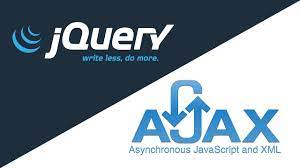 jQuery
write less, do more.
AJAX
Asynchronous JavaScript and XML